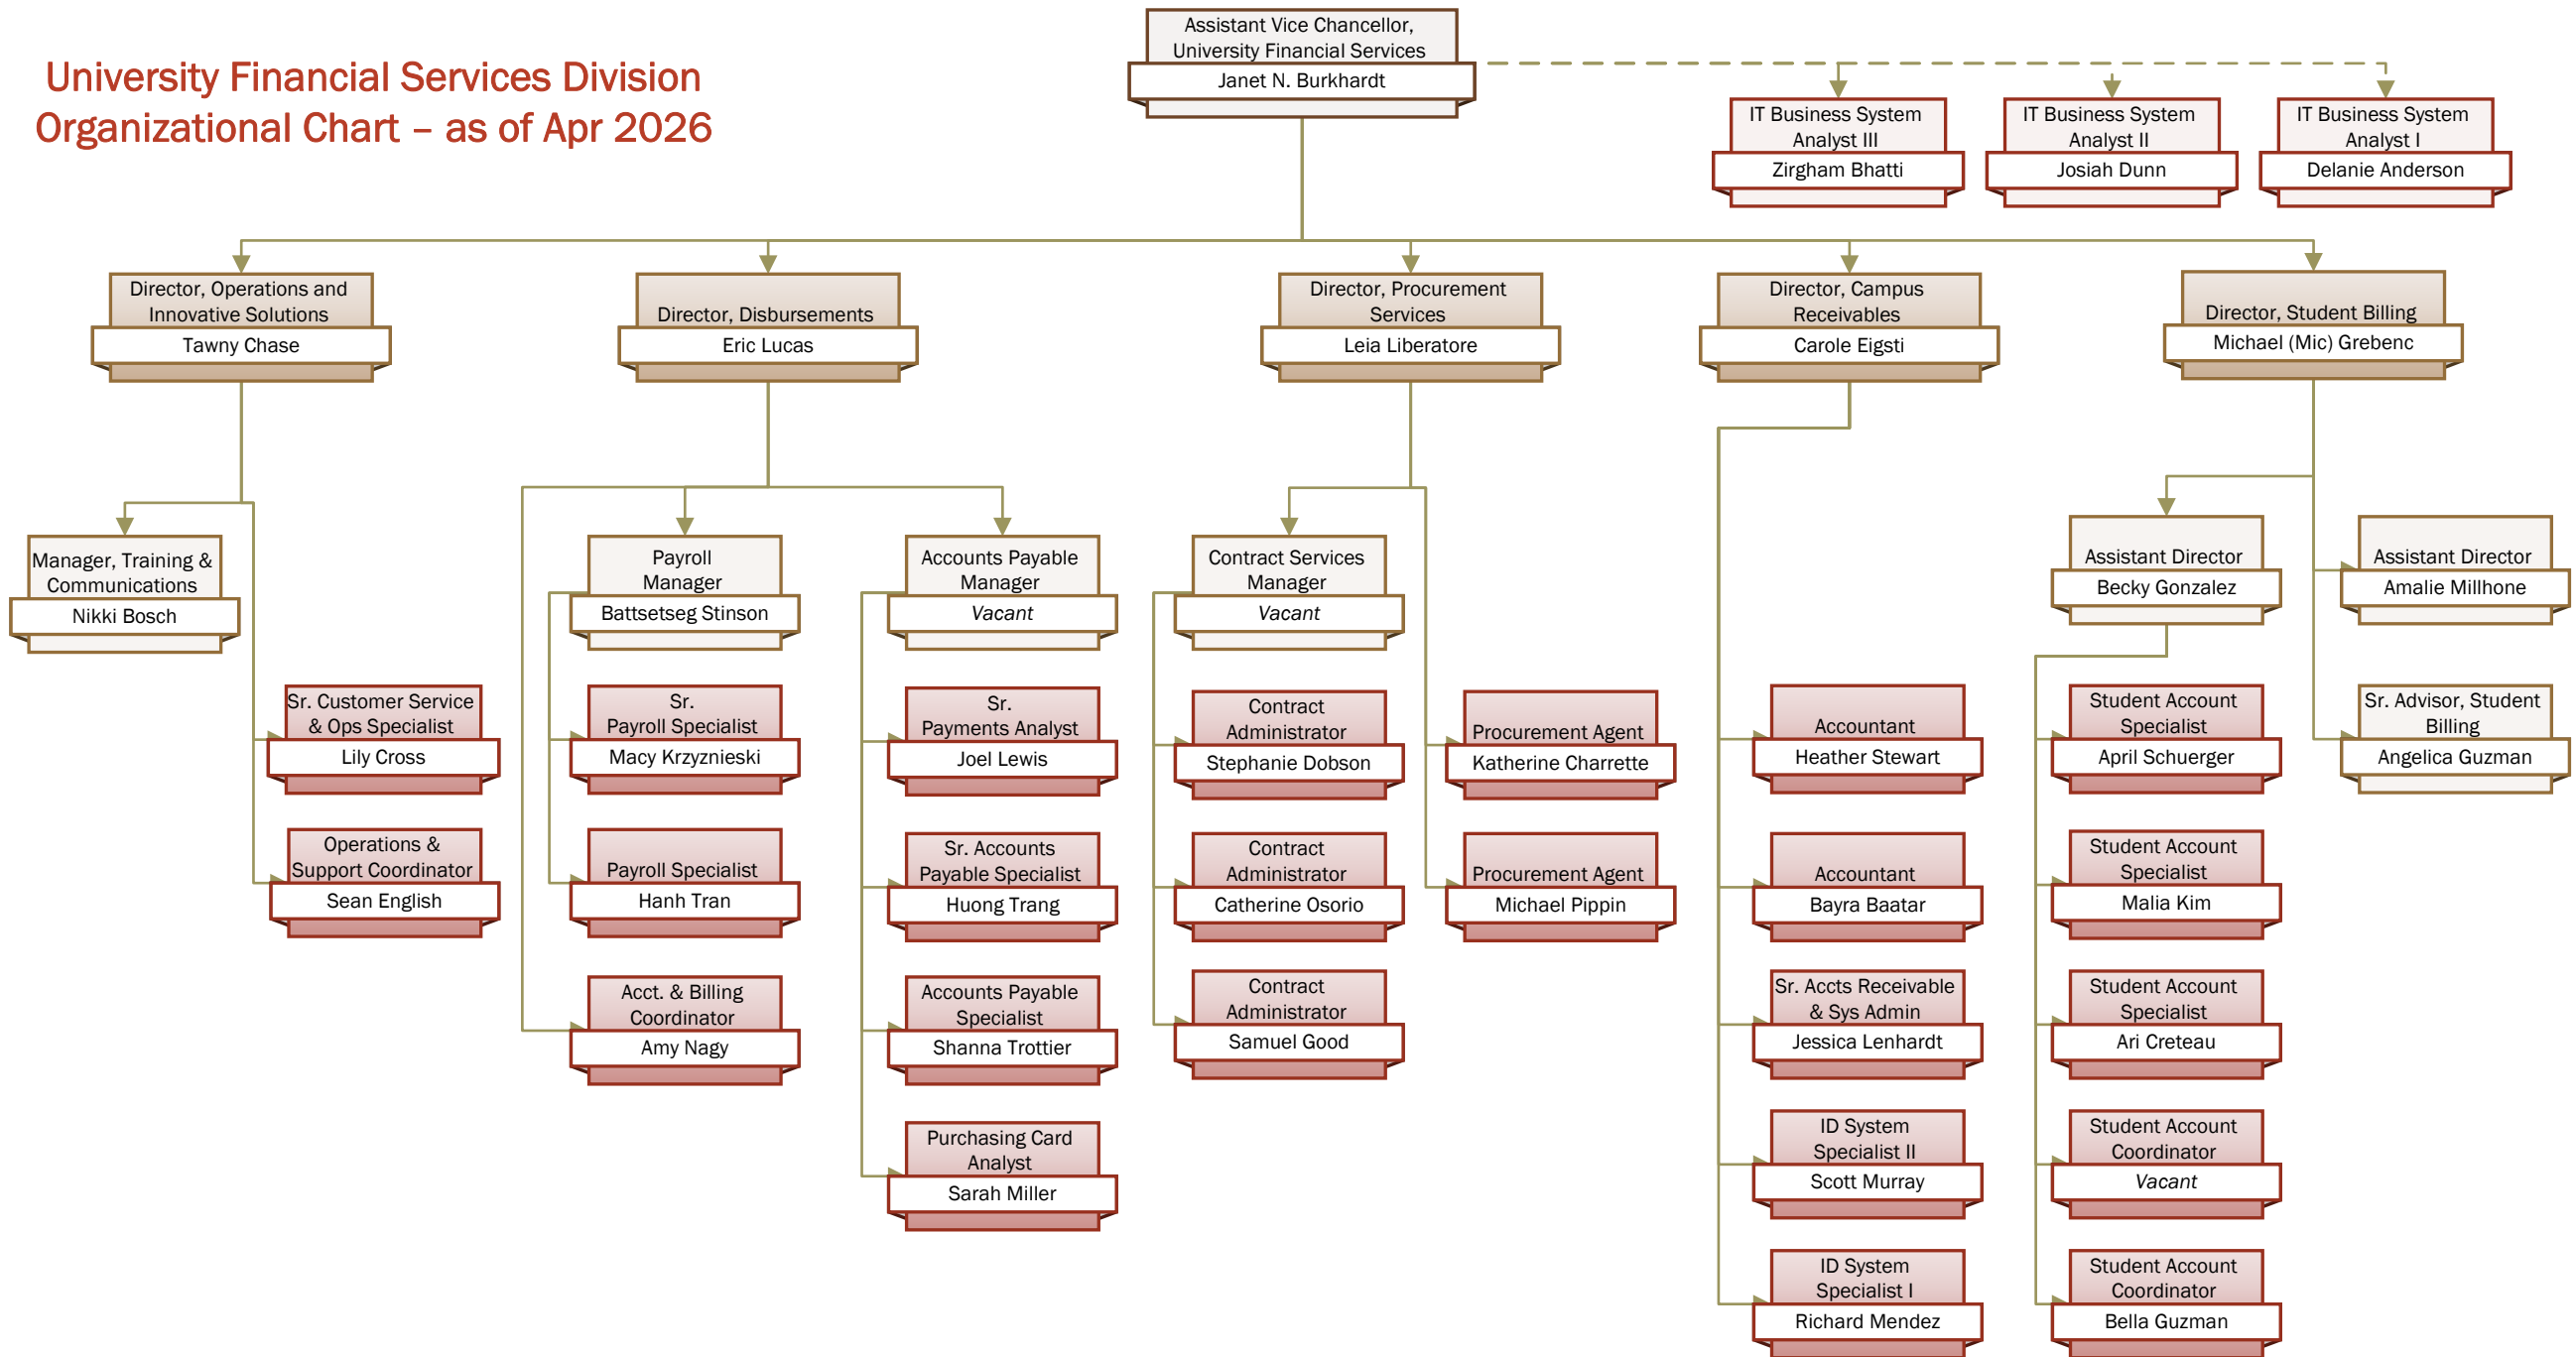 University Financial Services Division
Organizational Chart – as of Apr 2026
Assistant Vice Chancellor,
University Financial Services
Janet N. Burkhardt
IT Business System
Analyst III
Zirgham Bhatti
IT Business System
Analyst II
Josiah Dunn
IT Business System
Analyst I
Delanie Anderson
Director, Operations and
Innovative Solutions
Tawny Chase
Director, Disbursements
Eric Lucas
Director, Procurement
Services
Leia Liberatore
Director, Campus
Receivables
Carole Eigsti
Director, Student Billing
Michael (Mic) Grebenc
Manager, Training &
Communications
Nikki Bosch
Sr. Customer Service
& Ops Specialist
Lily Cross
Operations &
Support Coordinator
Sean English
Payroll
Manager
Battsetseg Stinson
Sr.
Payroll Specialist
Macy Krzyznieski
Payroll Specialist
Hanh Tran
Acct. & Billing
Coordinator
Amy Nagy
Accounts Payable
Manager
Vacant
Sr.
Payments Analyst
Joel Lewis
Sr. Accounts
Payable Specialist
Huong Trang
Accounts Payable
Specialist
Shanna Trottier
Purchasing Card
Analyst
Sarah Miller
Contract Services
Manager
Vacant
Contract
Administrator
Stephanie Dobson
Contract
Administrator
Catherine Osorio
Contract
Administrator
Samuel Good
Procurement Agent
Katherine Charrette
Procurement Agent
Michael Pippin
Accountant
Heather Stewart
Accountant
Bayra Baatar
Sr. Accts Receivable
& Sys Admin
Jessica Lenhardt
ID System
Specialist II
Scott Murray
ID System
Specialist I
Richard Mendez
Assistant Director
Becky Gonzalez
Student Account
Specialist
April Schuerger
Student Account
Specialist
Malia Kim
Student Account
Specialist
Ari Creteau
Student Account
Coordinator
Vacant
Student Account
Coordinator
Bella Guzman
Assistant Director
Amalie Millhone
Sr. Advisor, Student
Billing
Angelica Guzman